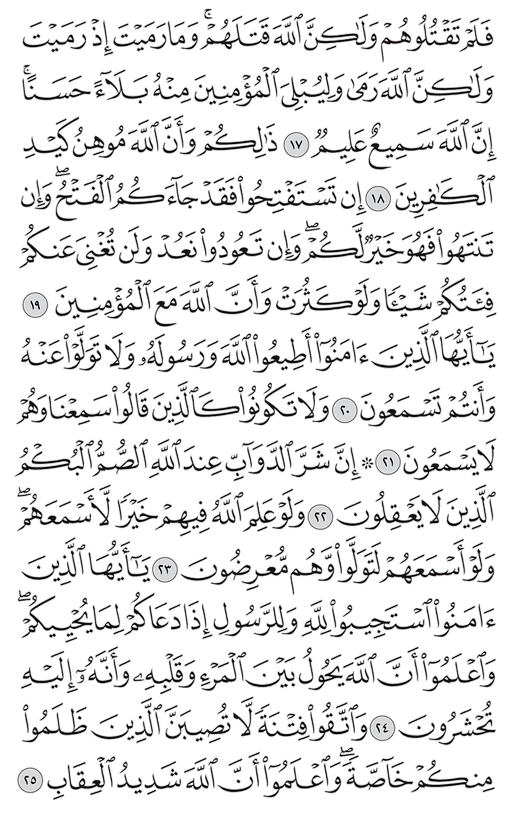 فَلَمْ تَقْتُلُوهُمْ وَلَٰكِنَّ ٱللَّهَ قَتَلَهُمْ ۚ وَمَا رَمَيْتَ إِذْ رَمَيْتَ
وَلَٰكِنَّ ٱللَّهَ رَمَىٰ وَلِيُبْلِىَ ٱلْمُؤْمِنِينَ مِنْهُ بَلَآءً حَسَنًا ۚ
إِنَّ ٱللَّهَ سَمِيعٌ عَلِيمٌ ١٧ ذَٰلِكُمْ وَأَنَّ ٱللَّهَ مُوهِنُ كَيْدِ
ٱلْكَٰفِرِينَ ١٨ إِن تَسْتَفْتِحُوا۟ فَقَدْ جَآءَكُمُ ٱلْفَتْحُ ۖ وَإِن
تَنتَهُوا۟ فَهُوَ خَيْرٌ لَّكُمْ ۖ وَإِن تَعُودُوا۟ نَعُدْ وَلَن تُغْنِىَ عَنكُمْ
فِئَتُكُمْ شَيْـًٔا وَلَوْ كَثُرَتْ وَأَنَّ ٱللَّهَ مَعَ ٱلْمُؤْمِنِينَ ١٩
يَٰٓأَيُّهَا ٱلَّذِينَ ءَامَنُوٓا۟ أَطِيعُوا۟ ٱللَّهَ وَرَسُولَهُۥ وَلَا تَوَلَّوْا۟ عَنْهُ
وَأَنتُمْ تَسْمَعُونَ ٢٠ وَلَا تَكُونُوا۟ كَٱلَّذِينَ قَالُوا۟ سَمِعْنَا وَهُمْ
لَا يَسْمَعُونَ ٢١ ۞ إِنَّ شَرَّ ٱلدَّوَآبِّ عِندَ ٱللَّهِ ٱلصُّمُّ ٱلْبُكْمُ
ٱلَّذِينَ لَا يَعْقِلُونَ ٢٢ وَلَوْ عَلِمَ ٱللَّهُ فِيهِمْ خَيْرًا لَّأَسْمَعَهُمْ ۖ
وَلَوْ أَسْمَعَهُمْ لَتَوَلَّوا۟ وَّهُم مُّعْرِضُونَ ٢٣ يَٰٓأَيُّهَا ٱلَّذِينَ
ءَامَنُوا۟ ٱسْتَجِيبُوا۟ لِلَّهِ وَلِلرَّسُولِ إِذَا دَعَاكُمْ لِمَا يُحْيِيكُمْ ۖ
وَٱعْلَمُوٓا۟ أَنَّ ٱللَّهَ يَحُولُ بَيْنَ ٱلْمَرْءِ وَقَلْبِهِۦ وَأَنَّهُۥٓ إِلَيْهِ
تُحْشَرُونَ ٢٤ وَٱتَّقُوا۟ فِتْنَةً لَّا تُصِيبَنَّ ٱلَّذِينَ ظَلَمُوا۟
مِنكُمْ خَآصَّةً ۖ وَٱعْلَمُوٓا۟ أَنَّ ٱللَّهَ شَدِيدُ ٱلْعِقَابِ ٢٥